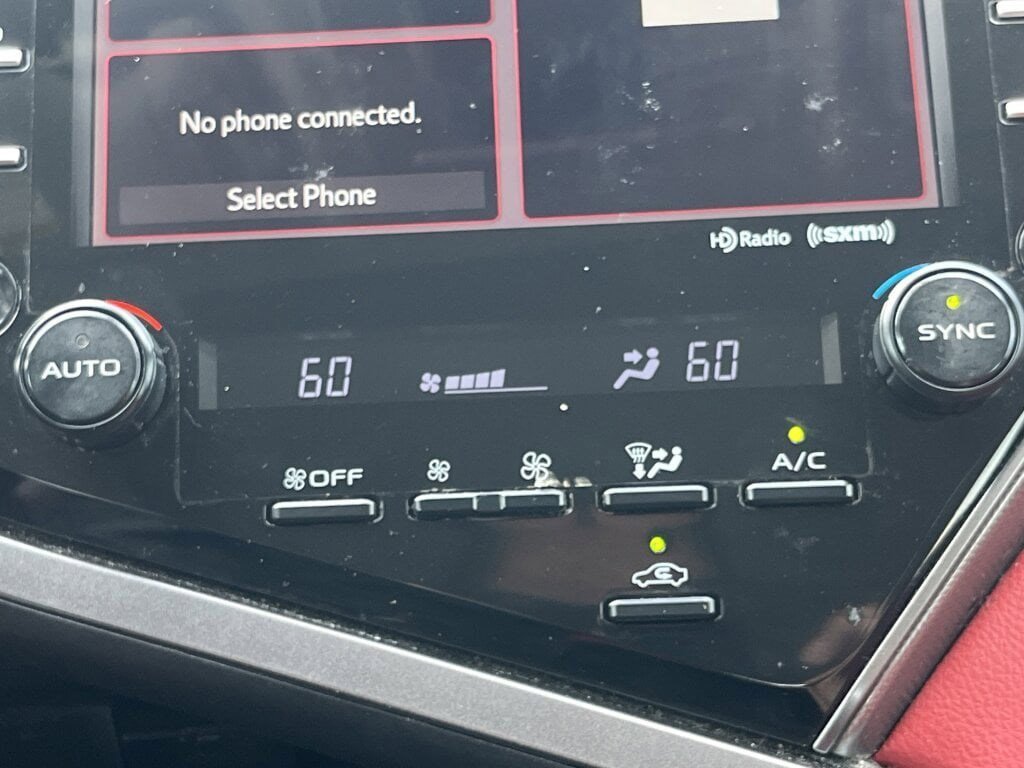 No phone connected.
Select Phone
HD Radio
sxm
AUTO
SYNC
60
60
OFF
A/C